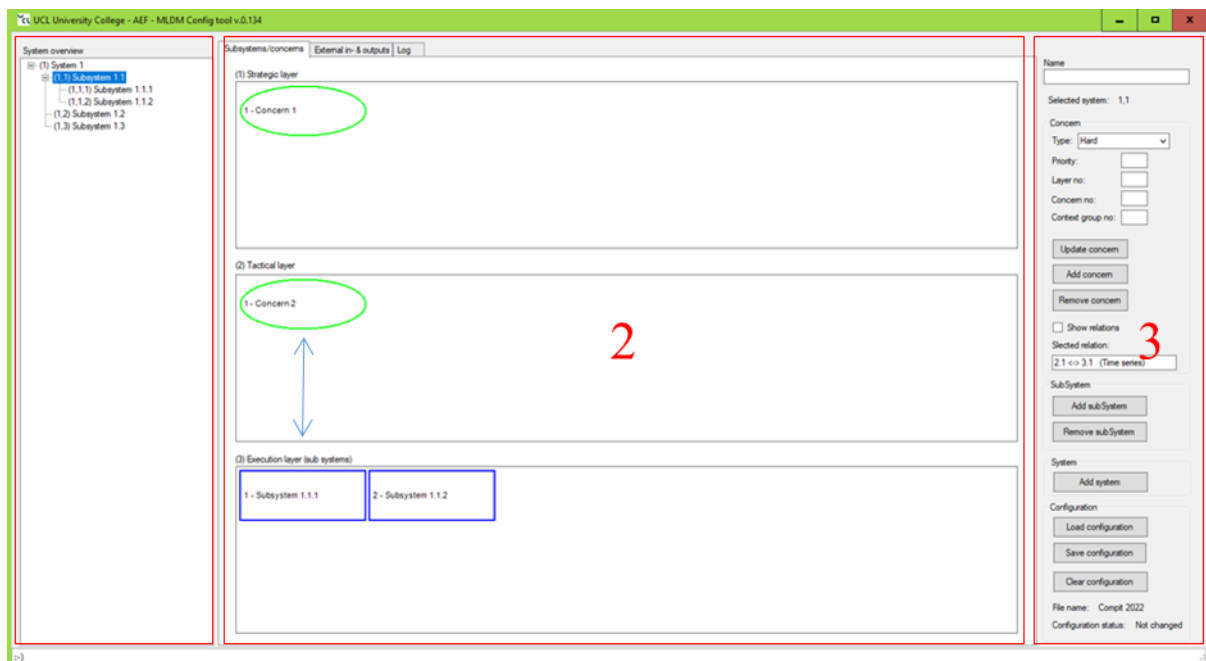 UCL UCL University College - AEF - MLDM Config tool v.0.134
System overview
(1) System 1
(1,1) Subsystem 1.1
(1,1,1) Subsystem 1.1.1
(1,1,2) Subsystem 1.1.2
(1,2) Subsystem 1.2
(1,3) Subsystem 1.3
Subsystems/concerns External in- & outputs Log
(1) Strategic layer
1 - Concern 1
(2) Tactical layer
1 - Concern 2
2
(3) Execution layer (sub systems)
1 - Subsystem 1.1.1 2 - Subsystem 1.1.2
Name
Selected system: 1,1
Concern
Type: Hard
Priority:
Layer no:
Concern no:
Context group no:
Update concern
Add concern
Remove concern
Show relations
3
Slected relation:
2.1 <-> 3.1 (Time series)
SubSystem
Add subSystem
Remove subSystem
System
Add system
Configuration
Load configuration
Save configuration
Clear configuration
File name: Compit 2022
Configuration status: Not changed
:-)